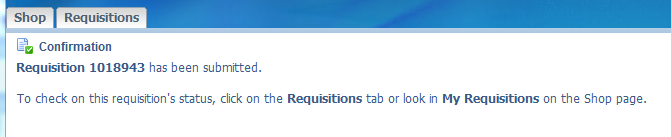 Shop Requisitions
Confirmation
Requisition 1018943 has been submitted.
To check on this requisition's status, click on the Requisitions tab or look in My Requisitions on the Shop page.